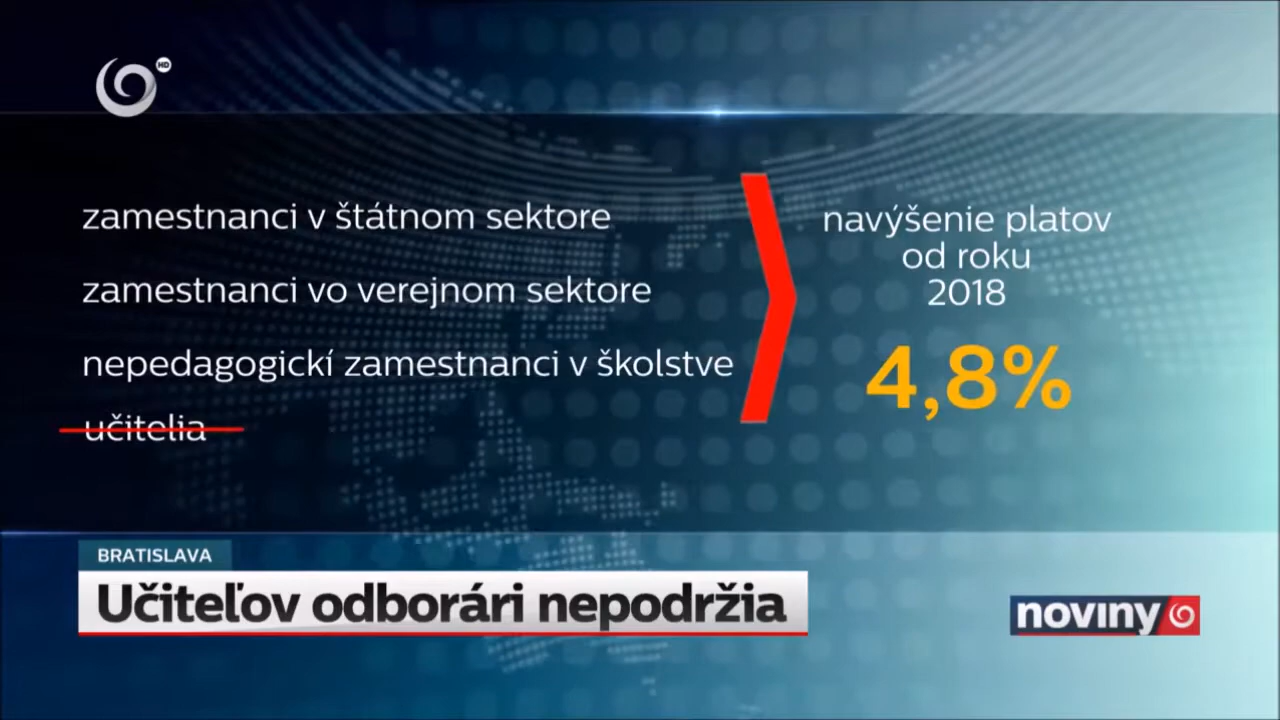 HD
zamestnanci v štátnom sektore
zamestnanci vo verejnom sektore
nepedagogickí zamestnanci v školstve
učitelia
navýšenie platov
od roku
2018
4,8%
BRATISLAVA
Učiteľov odborári nepodržia
noviny